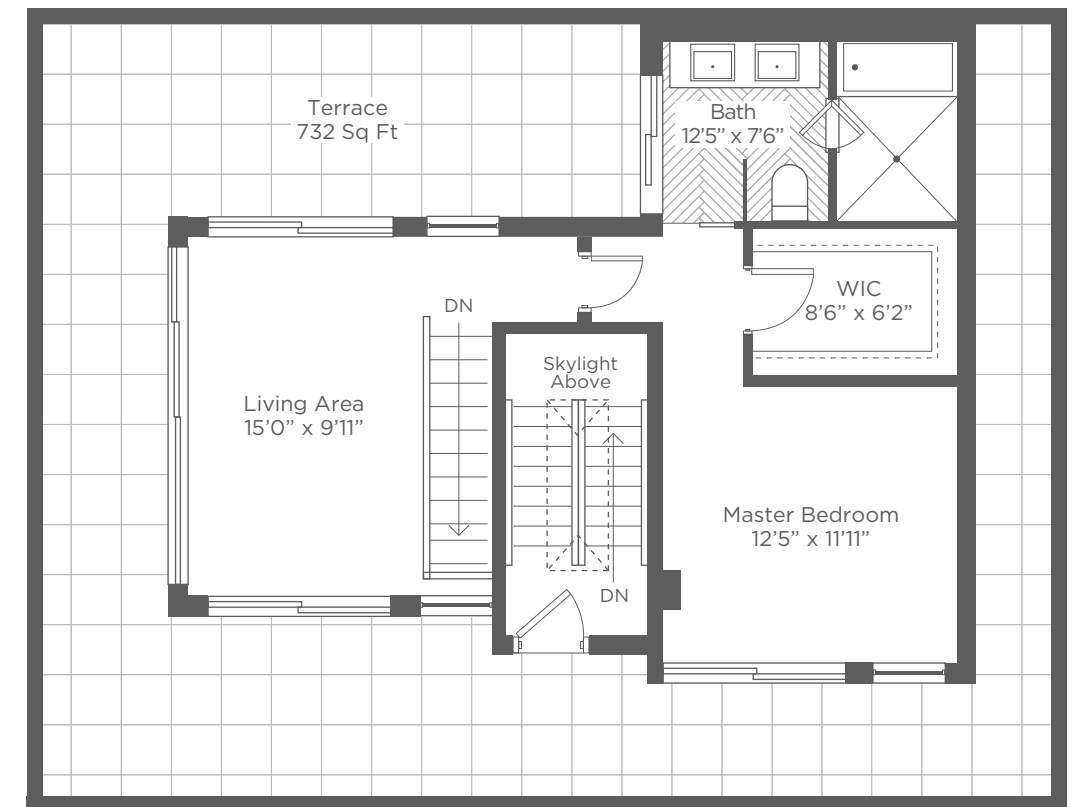 Terrace
732 Sq Ft
Bath
12’5” x 7’6”
DN
WIC
8’6” x 6’2”
Skylight
Above
Living Area
15’0” x 9’11”
Master Bedroom
12’5” x 11’11”
DN